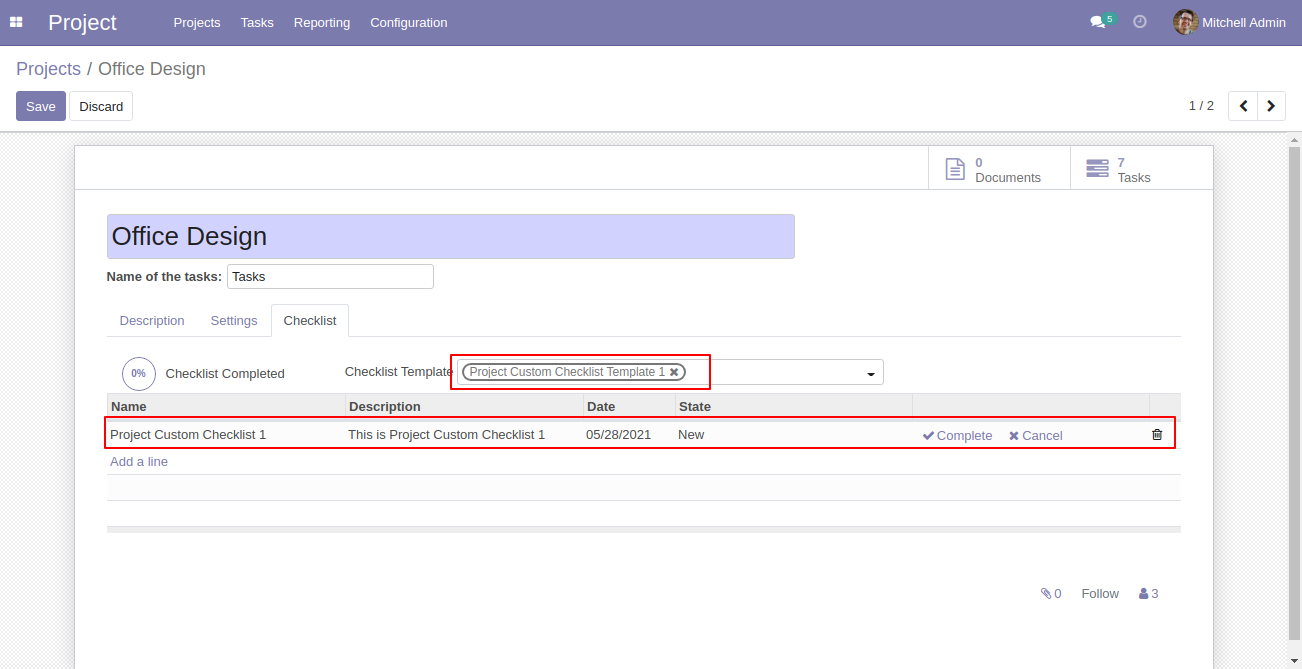 Project Projects Tasks Reporting Configuration 5 Mitchell Admin
Projects / Office Design
Save Discard 1 / 2
0 Documents
7 Tasks
Office Design
Name of the tasks: Tasks
Description Settings Checklist
0% Checklist Completed Checklist Template Project Custom Checklist Template 1
Name Description Date State
Project Custom Checklist 1 This is Project Custom Checklist 1 05/28/2021 New Complete Cancel
Add a line
0 Follow 3